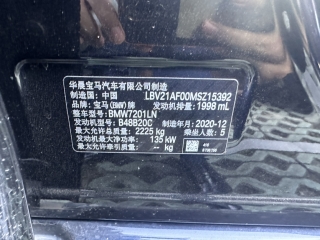 华晨宝马汽车有限公司制造
制造国：中国 LBV21AF00MSZ15392
品牌：宝马(BMW)牌 发动机排量：1998 mL
整车型号：BMW7201LN
发动机型号：B48B20C 制造年月：2020-12
最大允许总质量：2225 kg 乘坐人数：5
发动机最大净功率：135 kW
最大允许牵引质量：-- kg